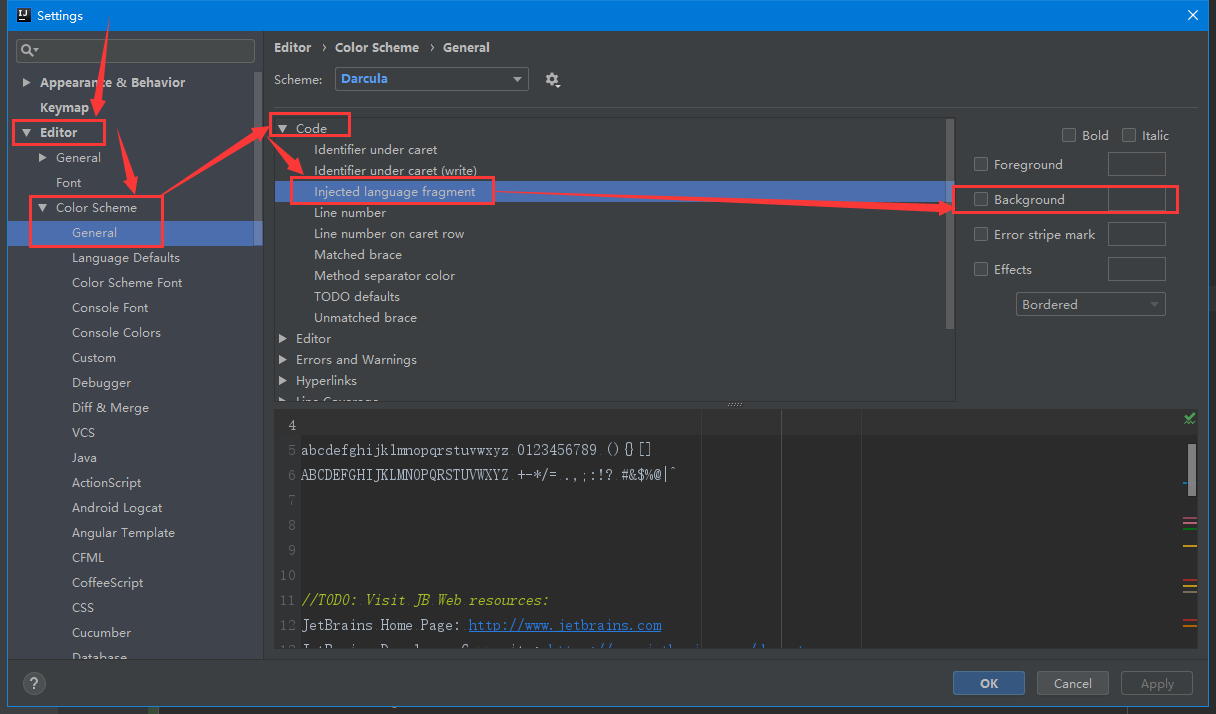 Settings
Editor › Color Scheme › General
Scheme: Darcula
Appearance & Behavior
Keymap
Editor
General
Font
Color Scheme
General
Language Defaults
Color Scheme Font
Console Font
Console Colors
Custom
Debugger
Diff & Merge
VCS
Java
ActionScript
Android Logcat
Angular Template
CFML
CoffeeScript
CSS
Cucumber
Database
Code
Identifier under caret
Identifier under caret (write)
Injected language fragment
Line number
Line number on caret row
Matched brace
Method separator color
TODO defaults
Unmatched brace
Editor
Errors and Warnings
Hyperlinks
Line Coverage
Bold Italic
Foreground
Background
Error stripe mark
Effects
Bordered
4
5 abcdefghijklmnopqrstuvwxyz 0123456789 (){}[]
6 ABCDEFGHIJKLMNOPQRSTUVWXYZ +-*/= .,;:!? #&$%@|^
7
8
9
10
11 //TODO: Visit JB Web resources:
12 JetBrains Home Page: http://www.jetbrains.com
13
? OK Cancel Apply